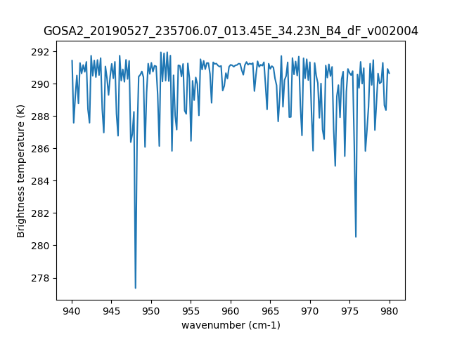 GOSA2_20190527_235706.07_013.45E_34.23N_B4_dF_v002004
292
290
288
286
284
282
280
278
Brightness temperature (K)
940 945 950 955 960 965 970 975 980
wavenumber (cm-1)